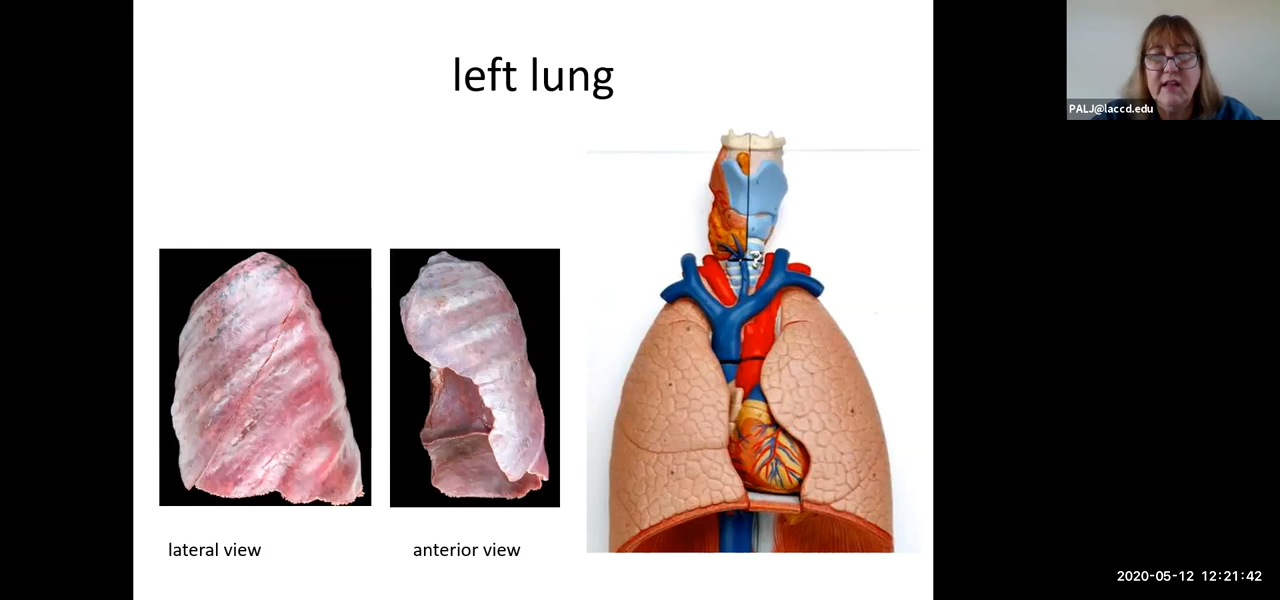 left lung
PALJ@laccd.edu
lateral view
anterior view
2020-05-12 12:21:42